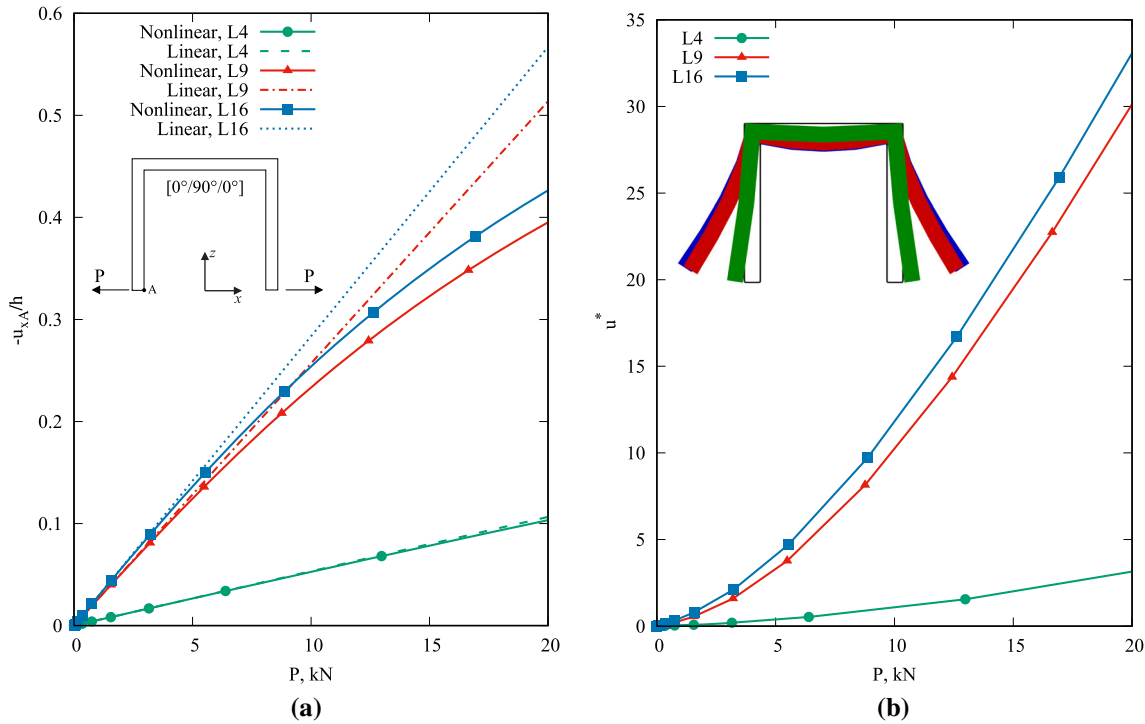 0.6
0.5
0.4
0.3
0.2
0.1
0
-u_{xA}/h
Nonlinear, L4
Linear, L4
Nonlinear, L9
Linear, L9
Nonlinear, L16
Linear, L16
[0°/90°/0°]
P
A
z
x
P
0 5 10 15 20
P, kN
(a)
35
30
25
20
15
10
5
0
u*
L4
L9
L16
0 5 10 15 20
P, kN
(b)